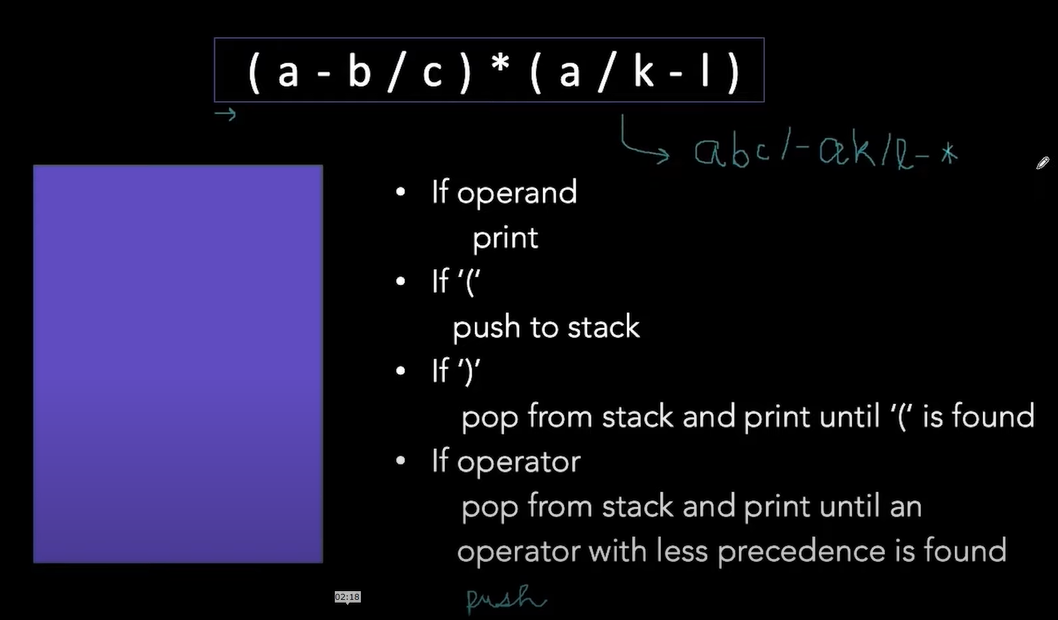 ( a - b / c ) * ( a / k - l )
→
abc/-ak/l-*
• If operand
print
• If ‘(‘
push to stack
• If ‘)’
pop from stack and print until ‘(‘ is found
• If operator
pop from stack and print until an
operator with less precedence is found
push
02:18